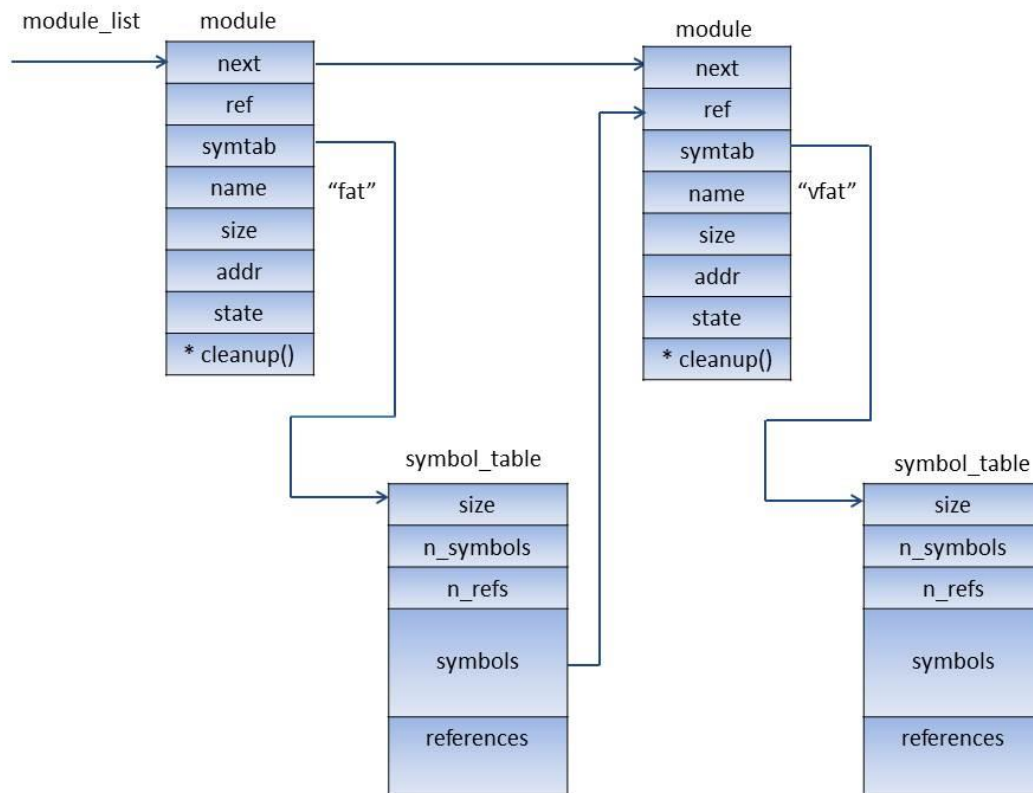 module_list
module
next
ref
symtab
name
“fat”
size
addr
state
* cleanup()
module
next
ref
symtab
name
“vfat”
size
addr
state
* cleanup()
symbol_table
size
n_symbols
n_refs
symbols
references
symbol_table
size
n_symbols
n_refs
symbols
references